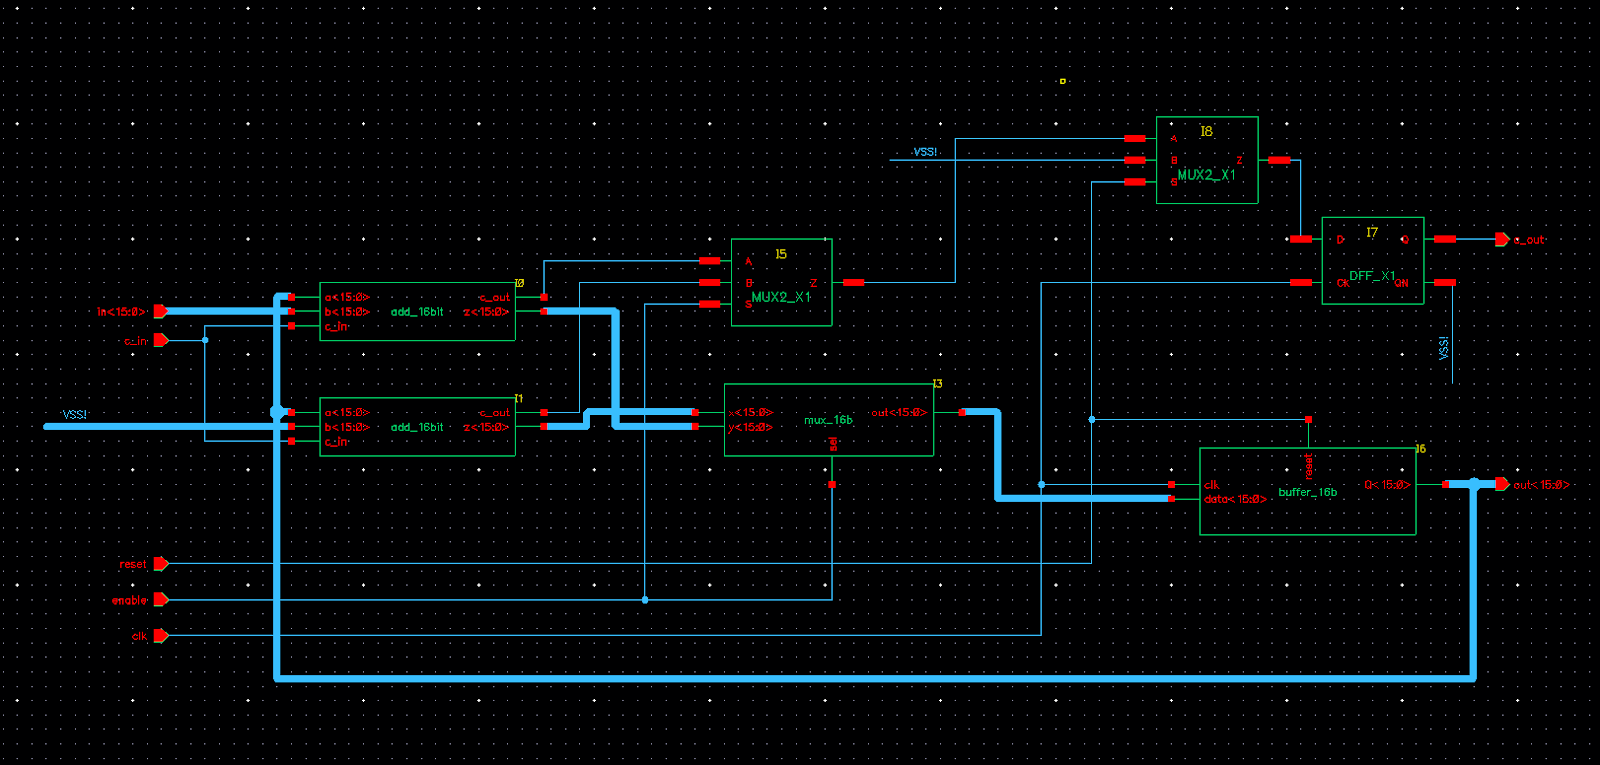 I8
A
VSS!
B
Z
MUX2_X1
S
I7
D
Q
c_out
DFF_X1
CK
QN
VSS!
I5
A
B
Z
MUX2_X1
S
I0
a<15:0>
c_out
in<15:0>
b<15:0>
add_16bit
z<15:0>
c_in
c_in
I1
VSS!
a<15:0>
c_out
b<15:0>
add_16bit
z<15:0>
c_in
I3
x<15:0>
out<15:0>
mux_16b
y<15:0>
sel
I6
reset
clk
Q<15:0>
out<15:0>
buffer_16b
data<15:0>
reset
enable
clk